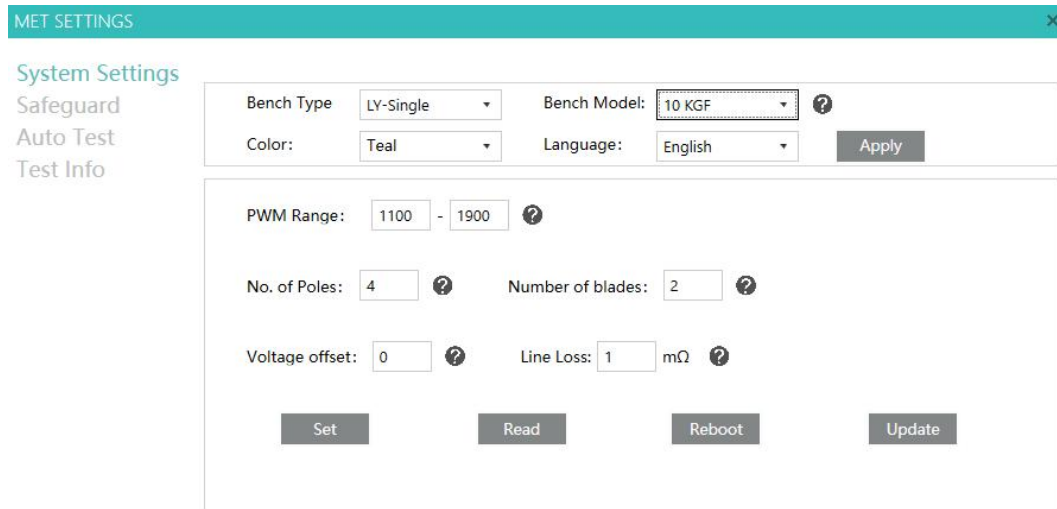 MET SETTINGS ×
System Settings
Safeguard
Auto Test
Test Info
Bench Type LY-Single Bench Model: 10 KGF ?
Color: Teal Language: English Apply
PWM Range: 1100 - 1900 ?
No. of Poles: 4 ? Number of blades: 2 ?
Voltage offset: 0 ? Line Loss: 1 mΩ ?
Set Read Reboot Update